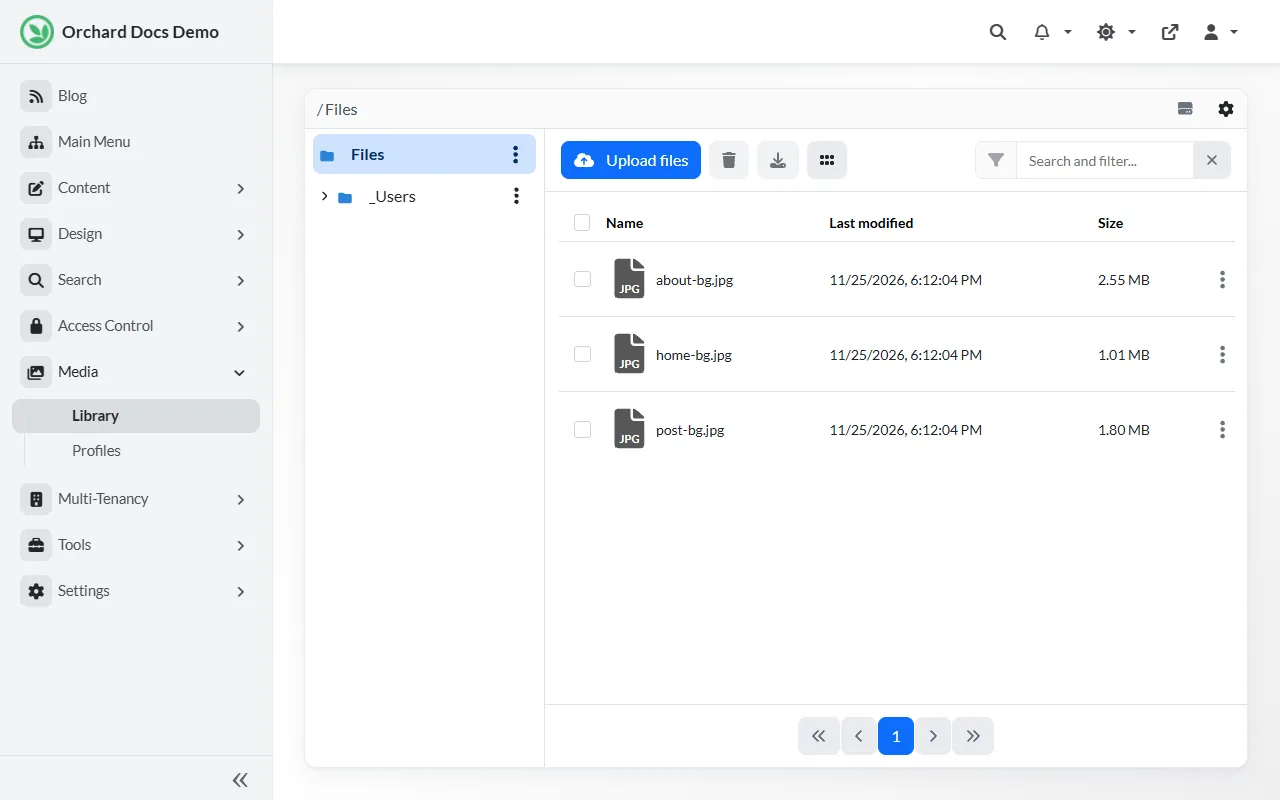 Orchard Docs Demo
Blog
Main Menu
Content
Design
Search
Access Control
Media
Library
Profiles
Multi-Tenancy
Tools
Settings
/ Files
Files
_Users
Upload files
Search and filter...
Name Last modified Size
JPG about-bg.jpg 11/25/2026, 6:12:04 PM 2.55 MB
JPG home-bg.jpg 11/25/2026, 6:12:04 PM 1.01 MB
JPG post-bg.jpg 11/25/2026, 6:12:04 PM 1.80 MB
1